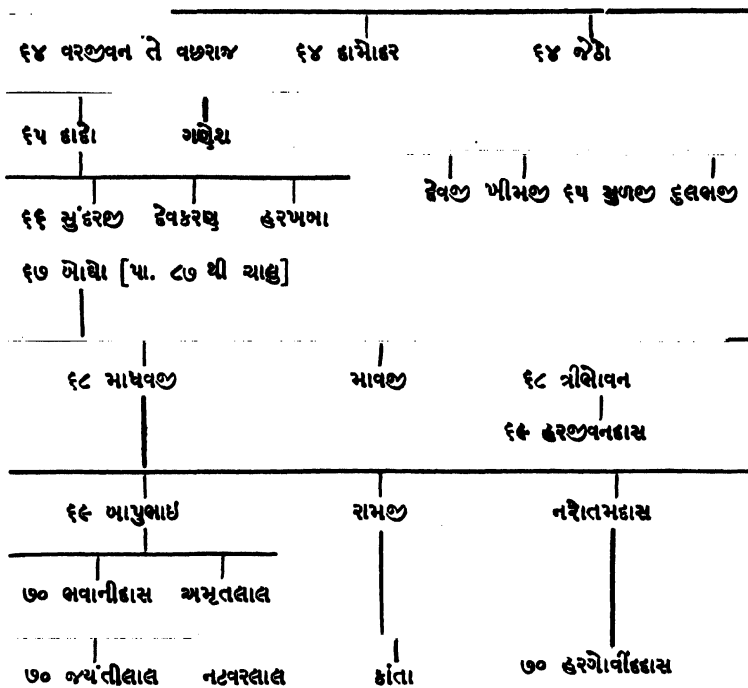 ૬૪ વરજીવન તે વછરાજ ૬૪ દામોદર ૬૪ જેઠો
૬૫ દાદો ગણેશ
દેવજી ખીમજી ૬૫ મુળજી દુલભજી
૬૬ સુંદરજી દેવકરણ હરખબા
૬૭ બોઘો [પા. ૮૭ થી ચાલુ]
૬૮ માધવજી માવજી ૬૮ ત્રીભોવન
૬૯ હરજીવનદાસ
૬૯ બાપુભાઇ રામજી નશોતમદાસ
૭૦ ભવાનીદાસ અમૃતલાલ
૭૦ જયંતીલાલ નટવરલાલ કાંતા ૭૦ હરગોવીંદદાસ